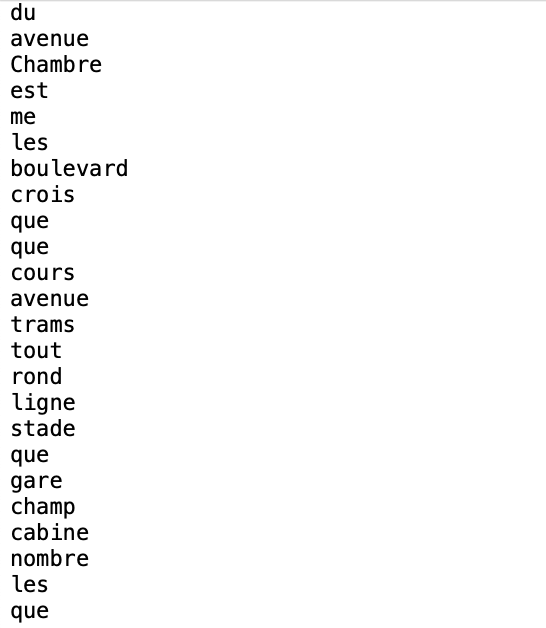 du
avenue
Chambre
est
me
les
boulevard
crois
que
que
cours
avenue
trams
tout
rond
ligne
stade
que
gare
champ
cabine
nombre
les
que